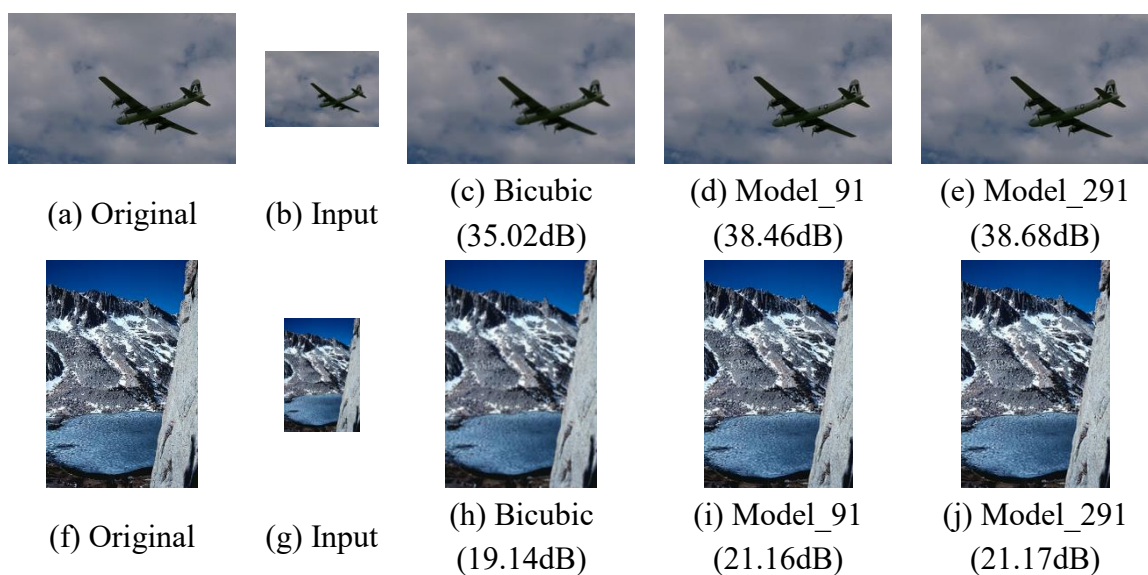 (a) Original
(b) Input
(c) Bicubic
(35.02dB)
(d) Model_91
(38.46dB)
(e) Model_291
(38.68dB)
(f) Original
(g) Input
(h) Bicubic
(19.14dB)
(i) Model_91
(21.16dB)
(j) Model_291
(21.17dB)